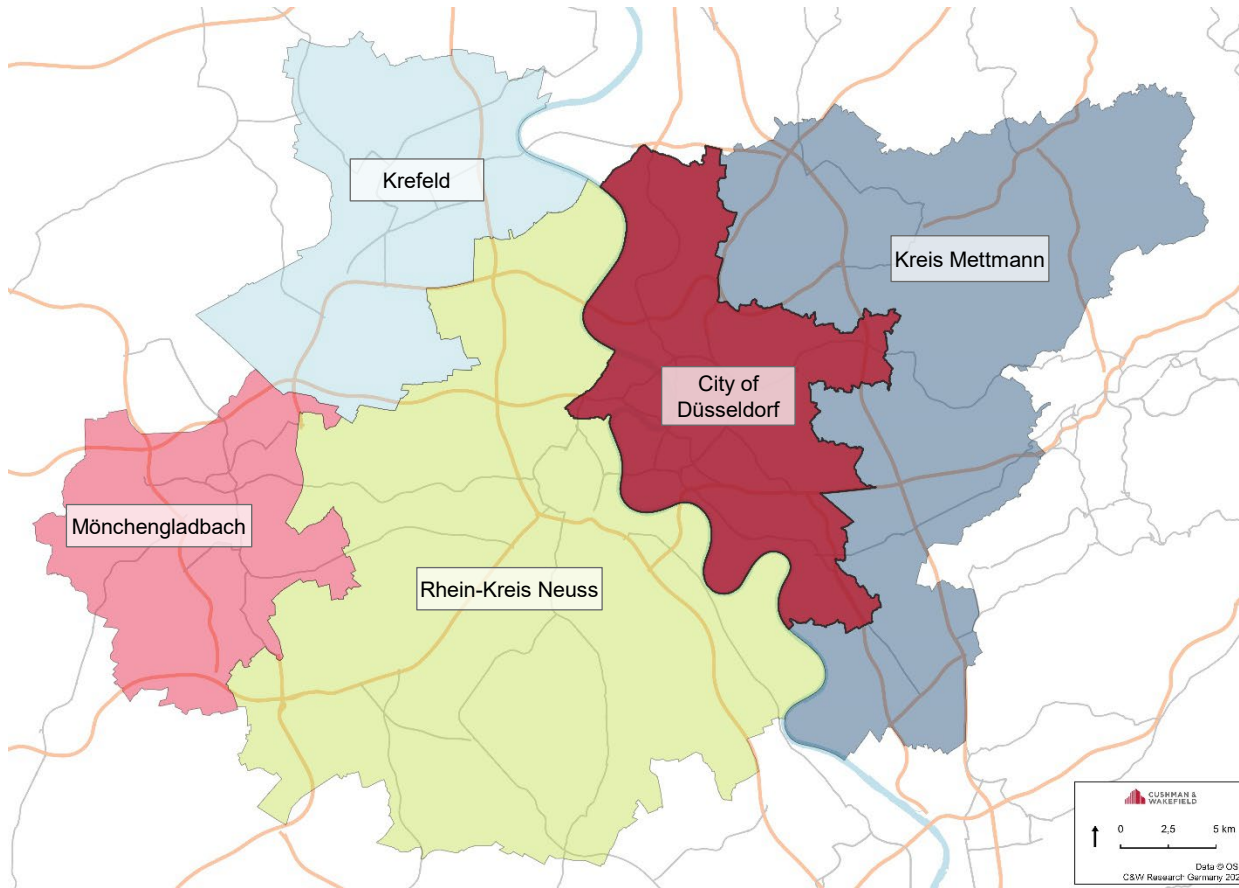 Krefeld
Kreis Mettmann
City of
Düsseldorf
Mönchengladbach
Rhein-Kreis Neuss
CUSHMAN &
WAKEFIELD
0 2,5 5 km
Data © OS
C&W Research Germany 202